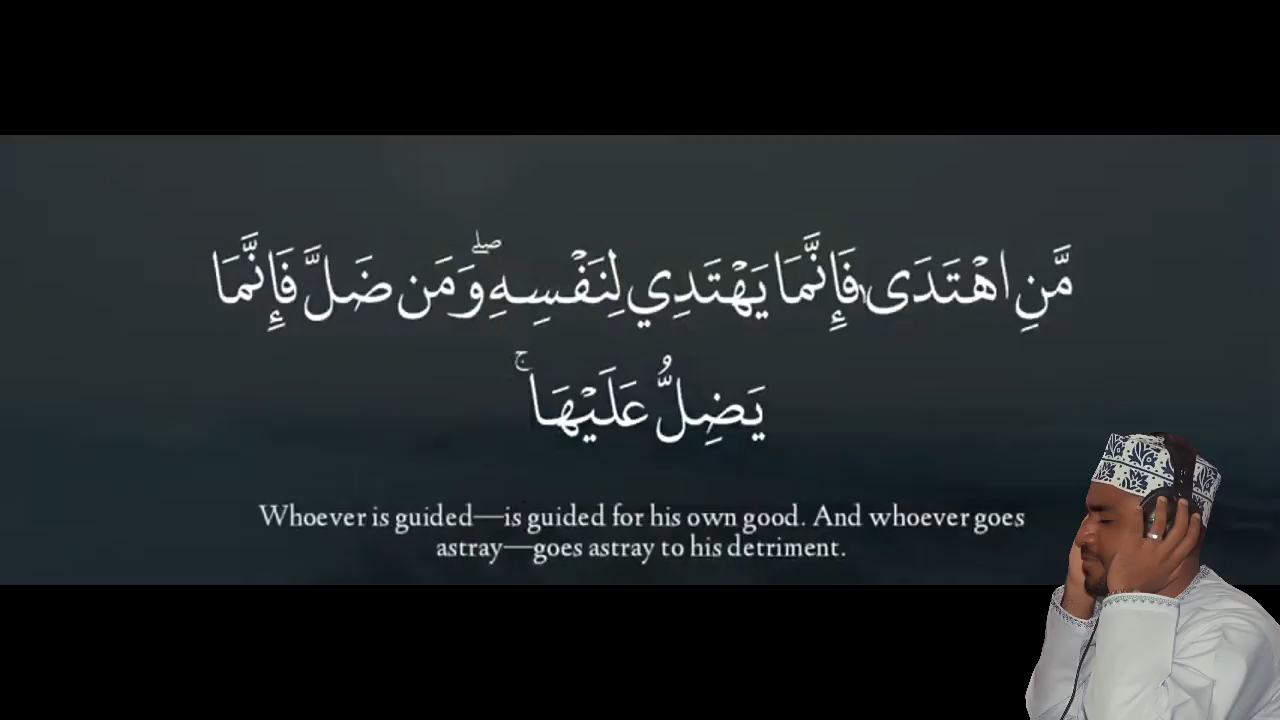 مَّنِ اهْتَدَى فَإِنَّمَا يَهْتَدِي لِنَفْسِهِ ۖ وَمَن ضَلَّ فَإِنَّمَا
يَضِلُّ عَلَيْهَا ۚ
Whoever is guided—is guided for his own good. And whoever goes
astray—goes astray to his detriment.